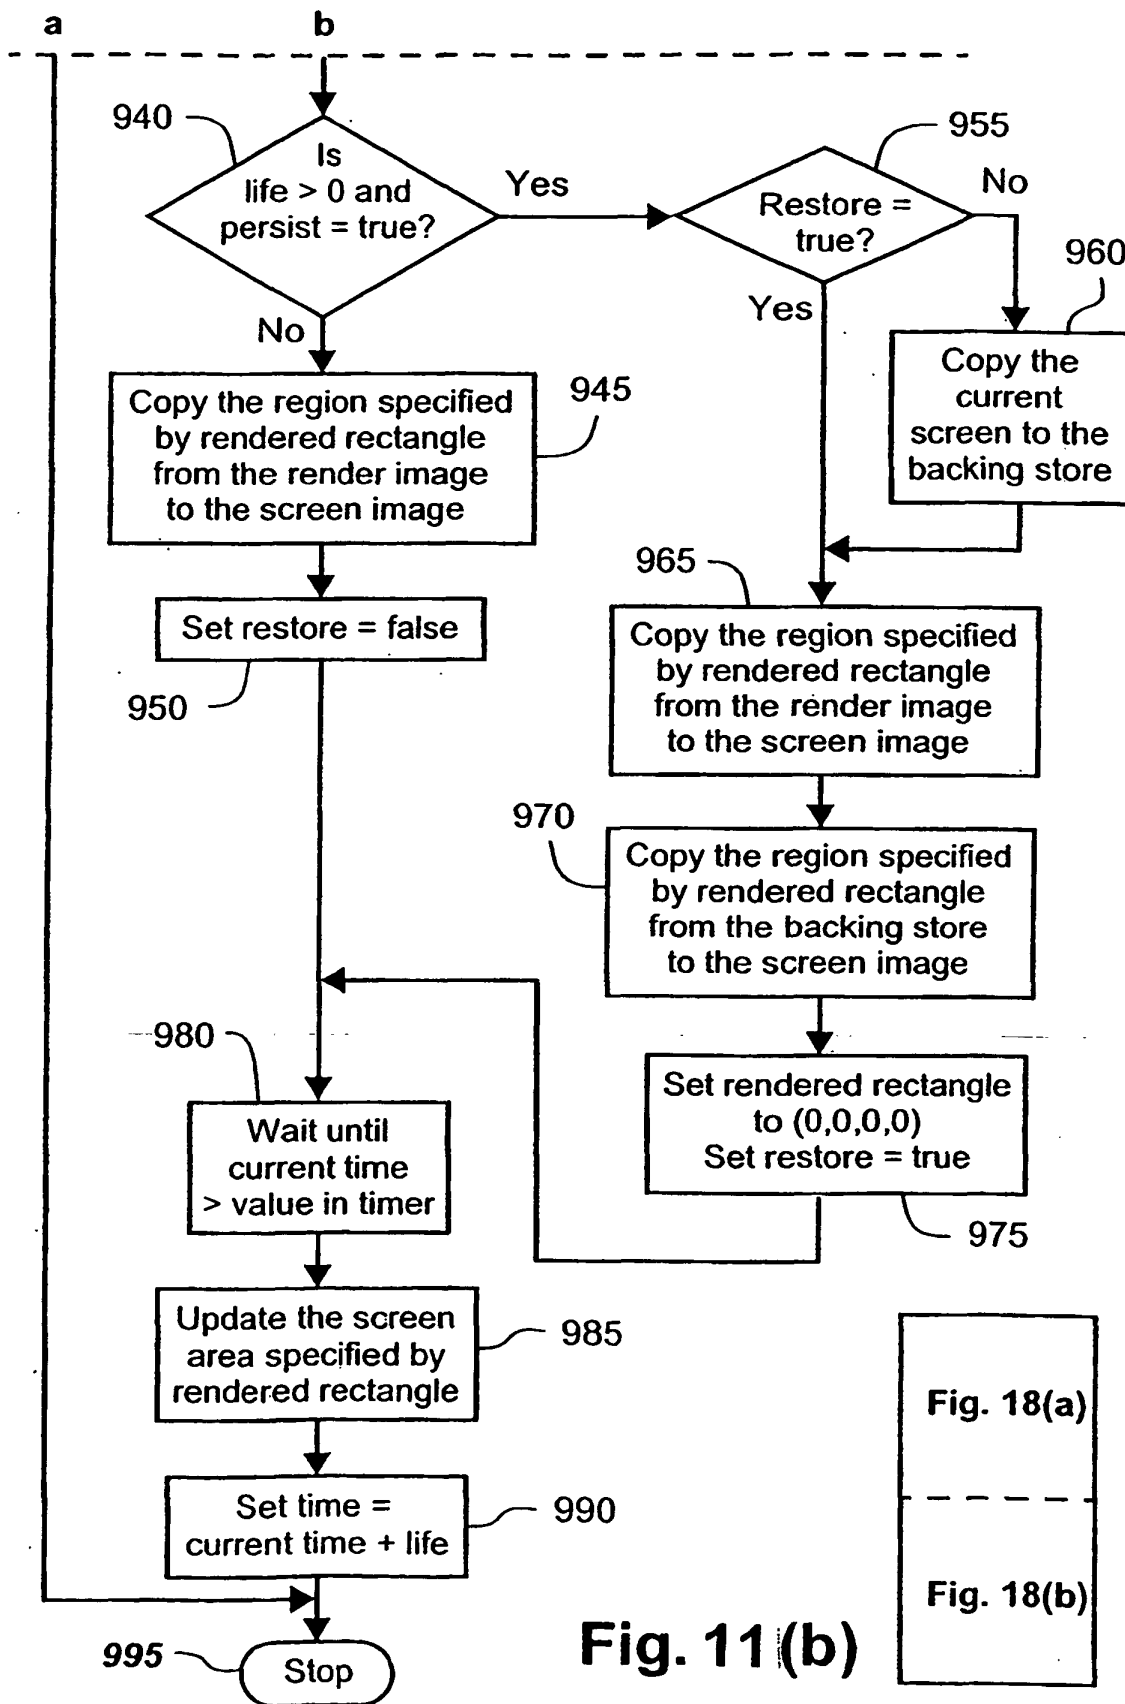 a
b
940
Is
life > 0 and
persist = true?
Yes
No
955
Restore =
true?
No
Yes
960
Copy the
current
screen to the
backing store
Copy the region specified
by rendered rectangle
from the render image
to the screen image
945
Set restore = false
950
965
Copy the region specified
by rendered rectangle
from the render image
to the screen image
970
Copy the region specified
by rendered rectangle
from the backing store
to the screen image
Set rendered rectangle
to (0,0,0,0)
Set restore = true
975
980
Wait until
current time
> value in timer
Update the screen
area specified by
rendered rectangle
985
Set time =
current time + life
990
995
Stop
Fig. 11 (b)
Fig. 18(a)
Fig. 18(b)